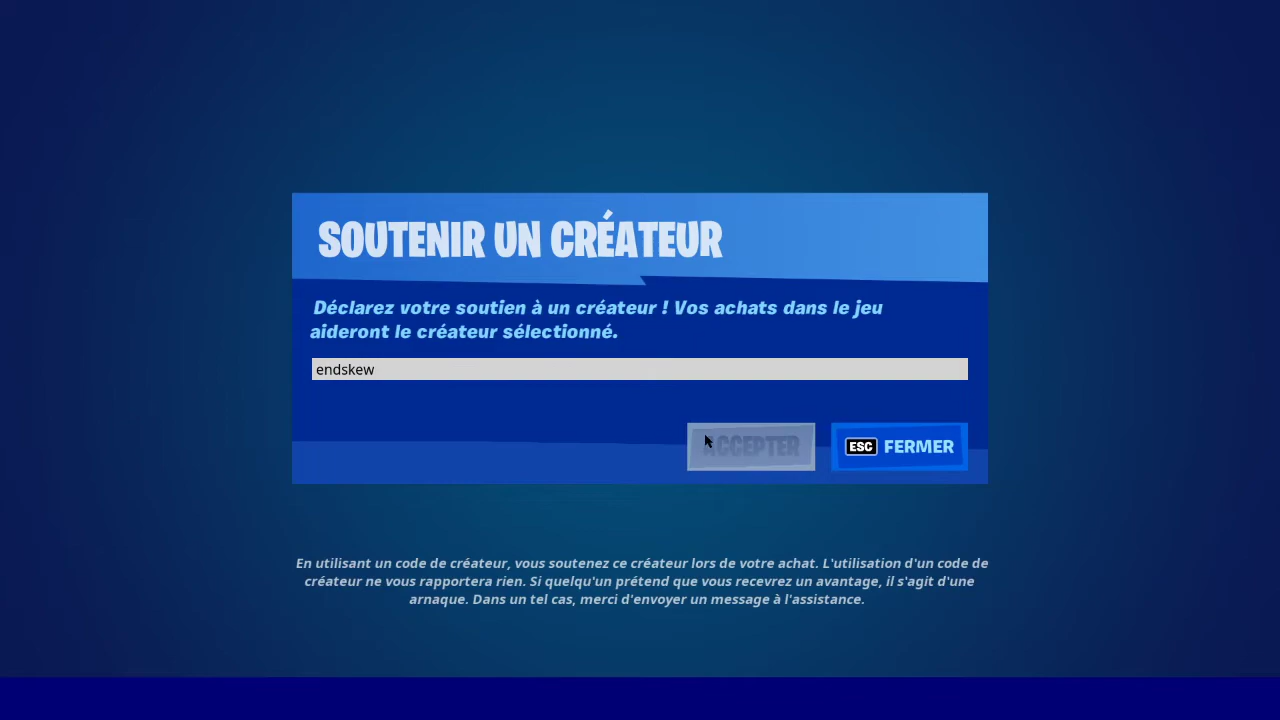 SOUTENIR UN CRÉATEUR
Déclarez votre soutien à un créateur ! Vos achats dans le jeu
aideront le créateur sélectionné.
endskew
ACCEPTER
ESC FERMER
En utilisant un code de créateur, vous soutenez ce créateur lors de votre achat. L'utilisation d'un code de
créateur ne vous rapportera rien. Si quelqu'un prétend que vous recevrez un avantage, il s'agit d'une
arnaque. Dans un tel cas, merci d'envoyer un message à l'assistance.